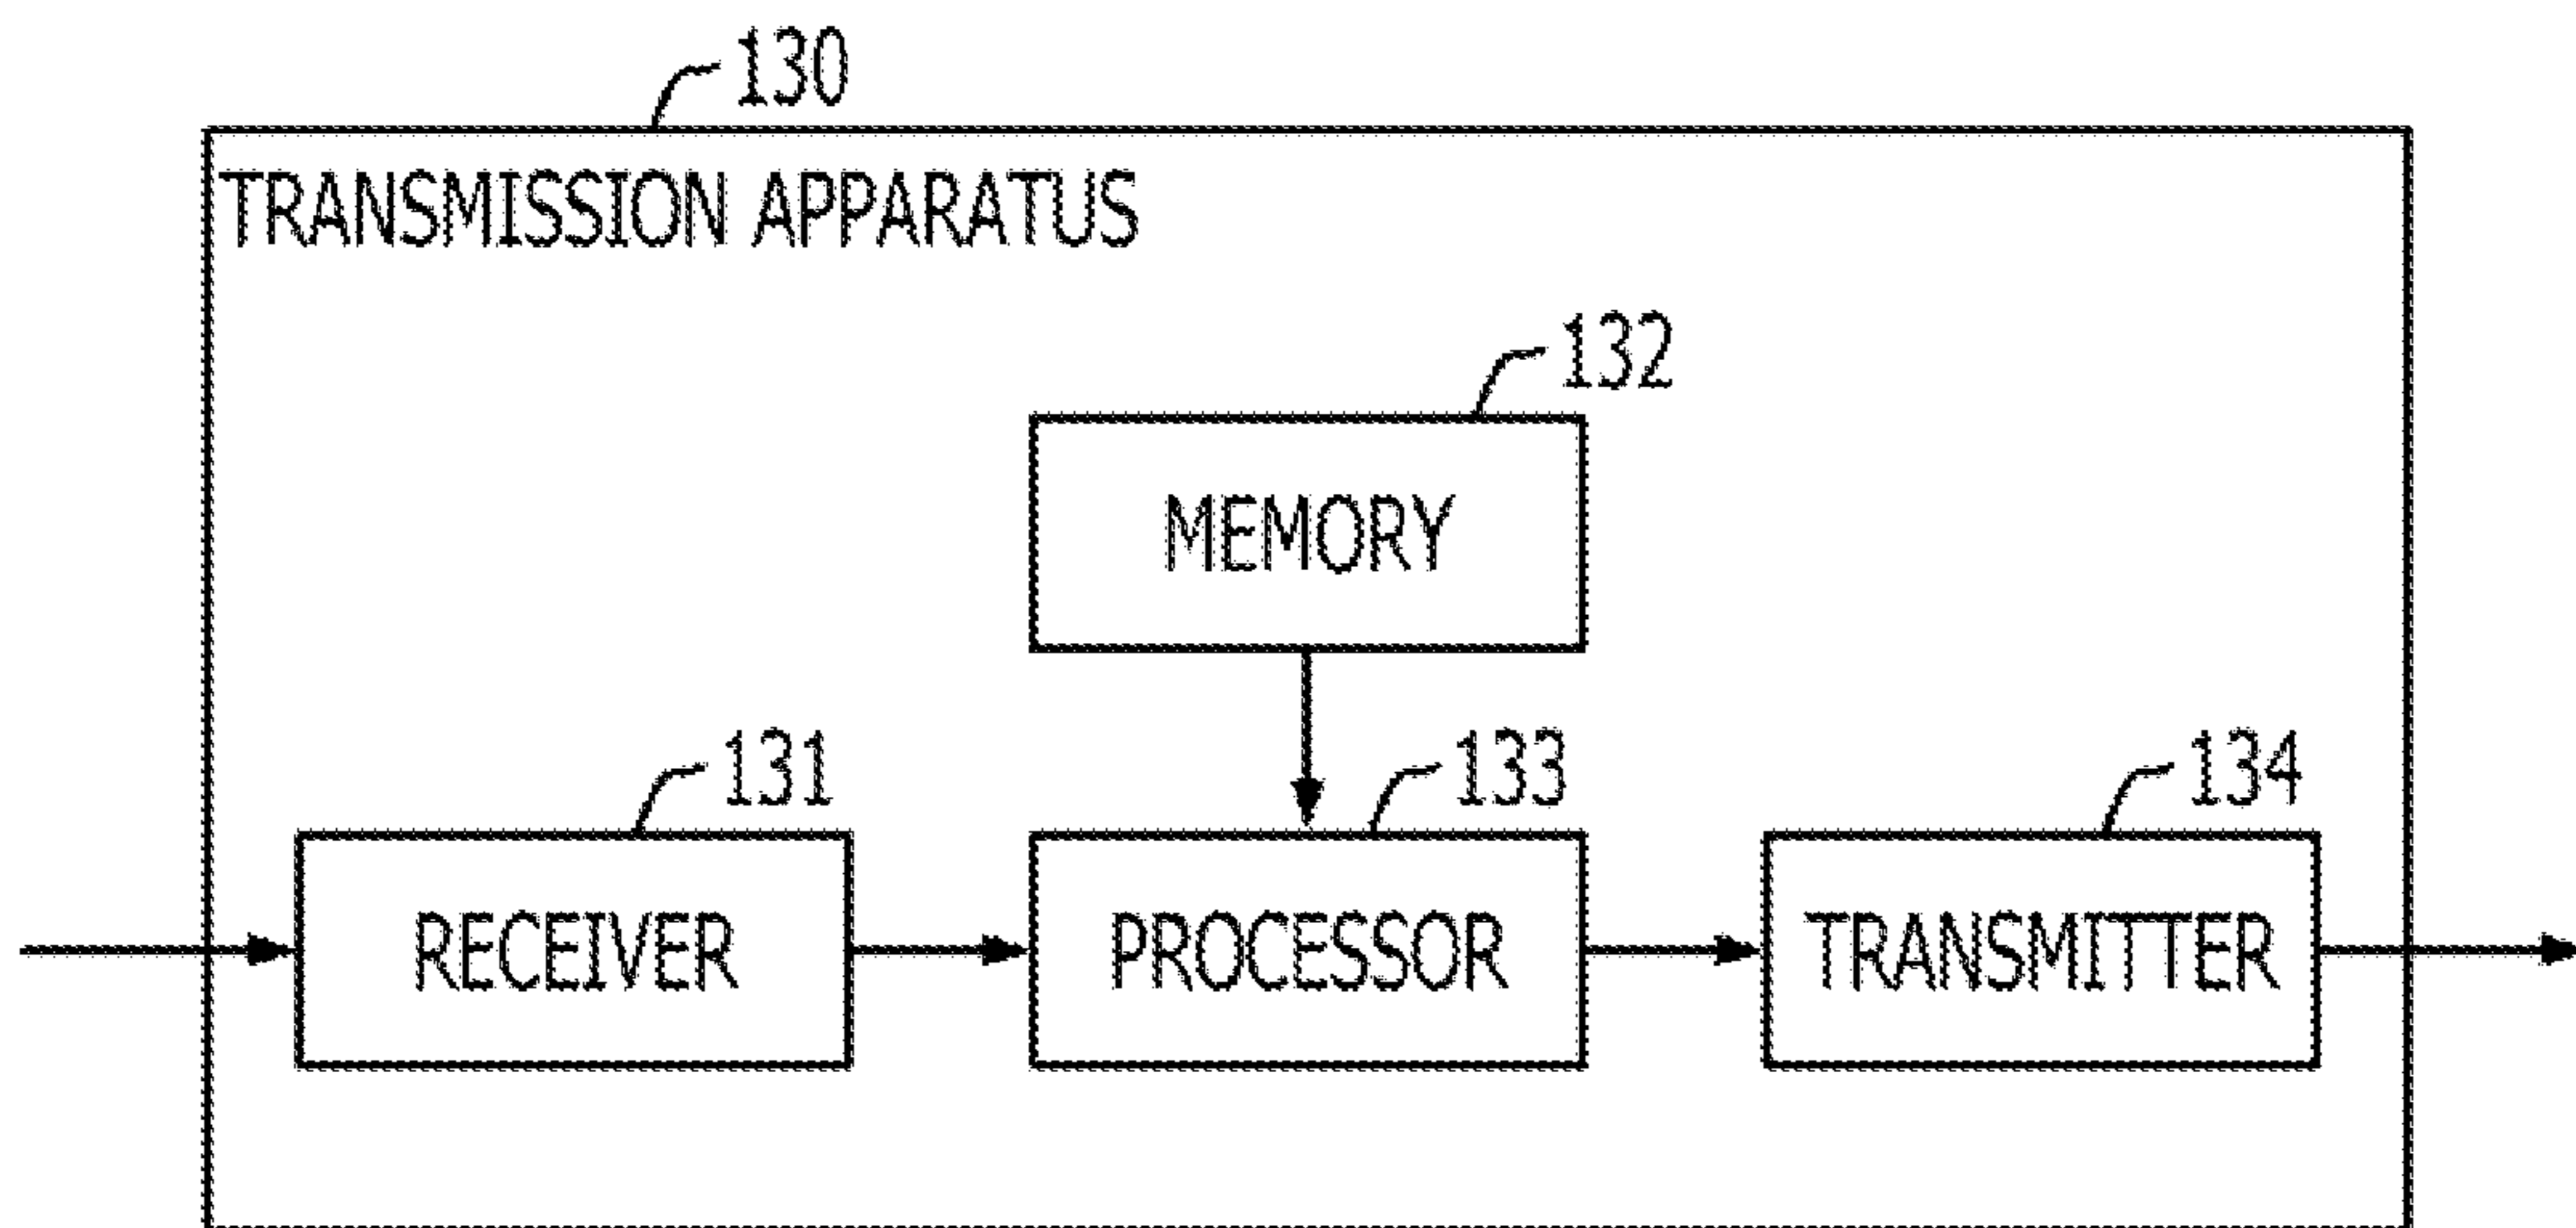 130
TRANSMISSION APPARATUS
132
MEMORY
131
133
134
RECEIVER
PROCESSOR
TRANSMITTER